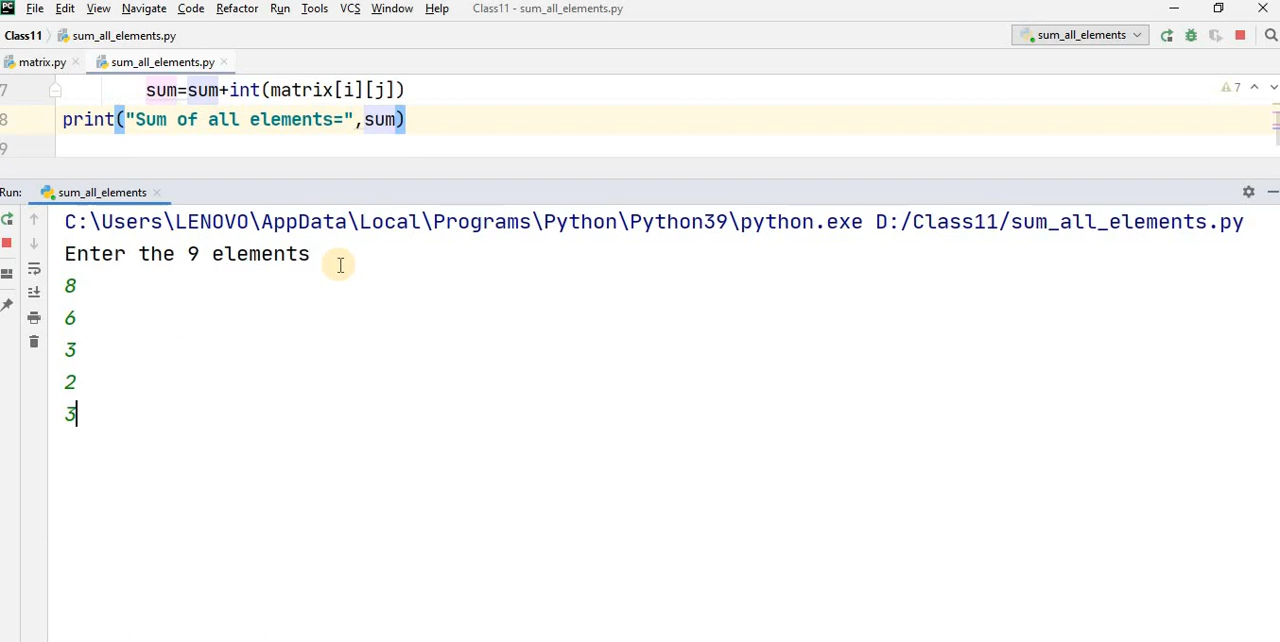 PC File Edit View Navigate Code Refactor Run Tools VCS Window Help Class11 - sum_all_elements.py
Class11 sum_all_elements.py sum_all_elements
matrix.py sum_all_elements.py
7 sum=sum+int(matrix[i][j]) 7
8 print("Sum of all elements=",sum)
9
Run: sum_all_elements
C:\Users\LENOVO\AppData\Local\Programs\Python\Python39\python.exe D:/Class11/sum_all_elements.py
Enter the 9 elements
8
6
3
2
3